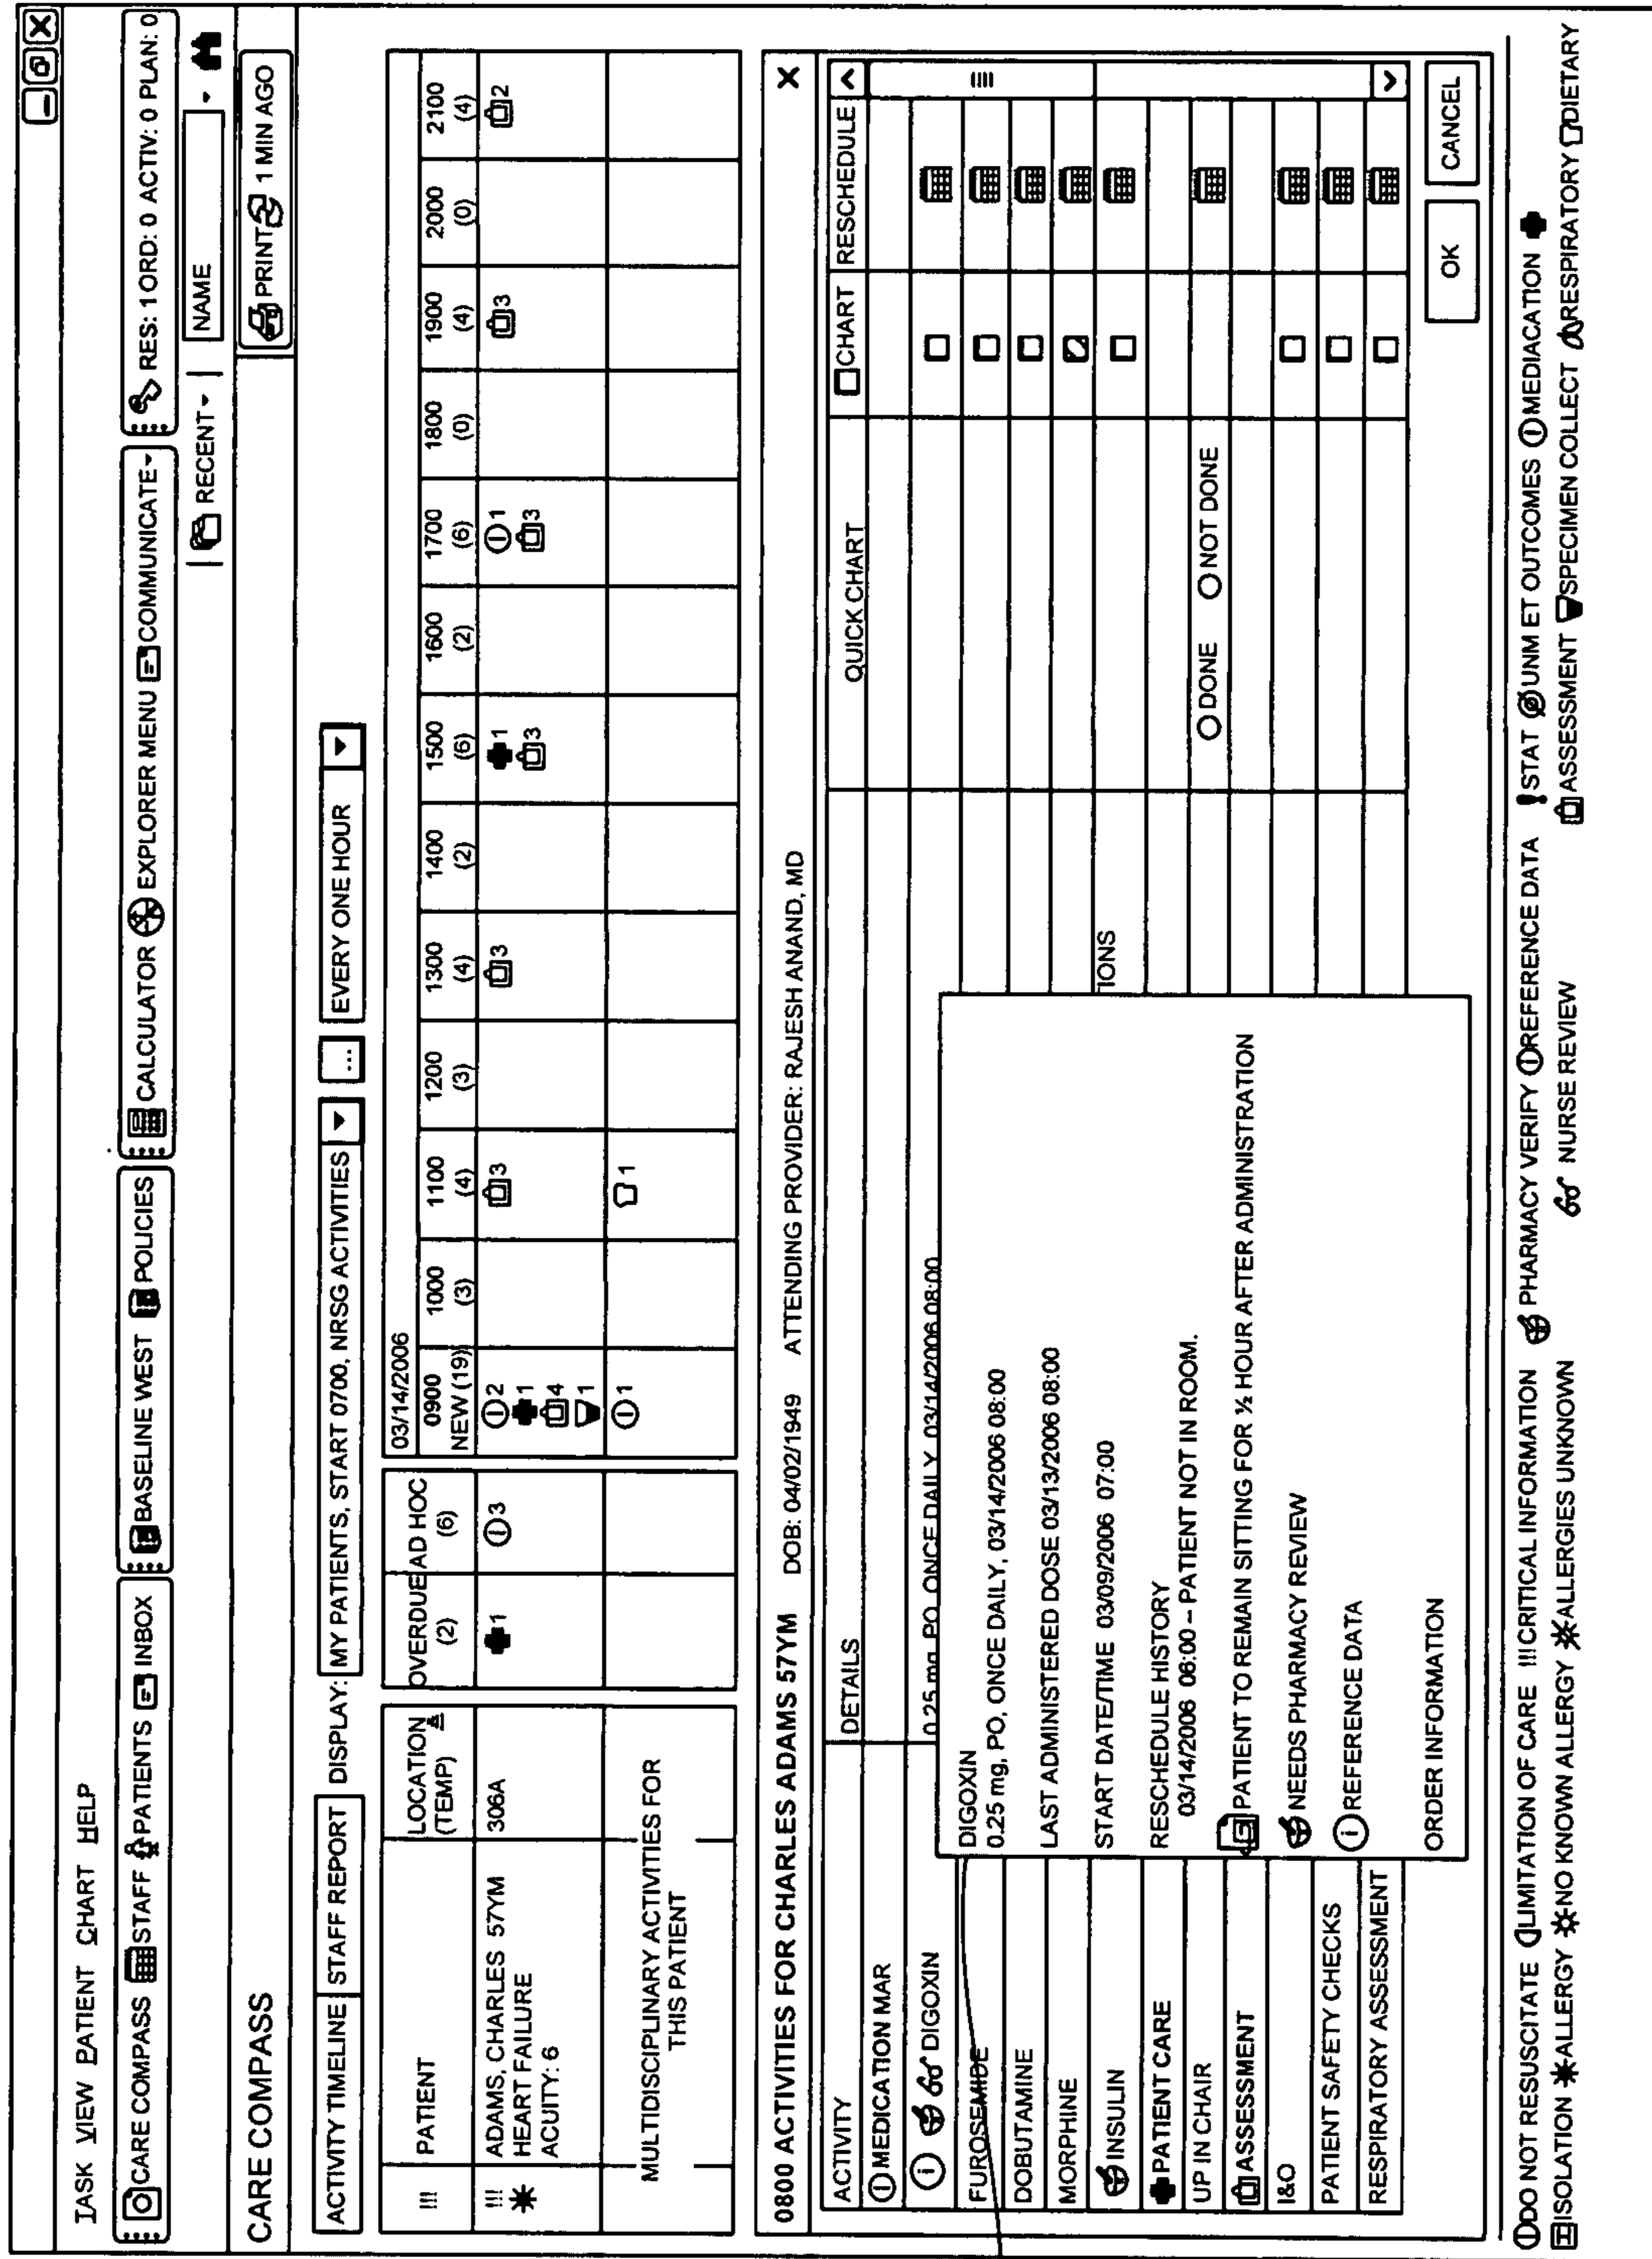 TASK VIEW PATIENT CHART HELP
CARE COMPASS STAFF PATIENTS INBOX BASELINE WEST POLICIES CALCULATOR EXPLORER MENU COMMUNICATE RES: 1 ORD: 0 ACTIV: 0 PLAN: 0
RECENT NAME
CARE COMPASS PRINT 1 MIN AGO
ACTIVITY TIMELINE STAFF REPORT DISPLAY: MY PATIENTS, START 0700, NRSG ACTIVITIES ... EVERY ONE HOUR
03/14/2006
!!! PATIENT LOCATION (TEMP) OVERDUE (2) AD HOC (6) 0900 NEW (19) 1000 (3) 1100 (4) 1200 (3) 1300 (4) 1400 (2) 1500 (6) 1600 (2) 1700 (6) 1800 (0) 1900 (4) 2000 (0) 2100 (4)
!!! ADAMS, CHARLES 57YM 306A 1 3 2 3 3 1 1 3 2
HEART FAILURE 1 3 3
ACUITY: 6 4
1
MULTIDISCIPLINARY ACTIVITIES FOR 1 1
THIS PATIENT
0800 ACTIVITIES FOR CHARLES ADAMS 57YM DOB: 04/02/1949 ATTENDING PROVIDER: RAJESH ANAND, MD X
ACTIVITY DETAILS QUICK CHART CHART RESCHEDULE
MEDICATION MAR
DIGOXIN 0.25 mg, PO, ONCE DAILY, 03/14/2006 08:00
FUROSEMIDE
DOBUTAMINE
MORPHINE
INSULIN IONS
PATIENT CARE
UP IN CHAIR DONE NOT DONE
ASSESSMENT
I&O
PATIENT SAFETY CHECKS
RESPIRATORY ASSESSMENT
DIGOXIN
0.25 mg, PO, ONCE DAILY, 03/14/2006 08:00
LAST ADMINISTERED DOSE 03/13/2006 08:00
START DATE/TIME 03/09/2006 07:00
RESCHEDULE HISTORY
03/14/2006 06:00 – PATIENT NOT IN ROOM.
PATIENT TO REMAIN SITTING FOR ½ HOUR AFTER ADMINISTRATION
NEEDS PHARMACY REVIEW
REFERENCE DATA
ORDER INFORMATION
OK CANCEL
DO NOT RESUSCITATE LIMITATION OF CARE !!!CRITICAL INFORMATION PHARMACY VERIFY REFERENCE DATA STAT UNM ET OUTCOMES MEDIACATION
ISOLATION ALLERGY NO KNOWN ALLERGY ALLERGIES UNKNOWN NURSE REVIEW ASSESSMENT SPECIMEN COLLECT RESPIRATORY DIETARY